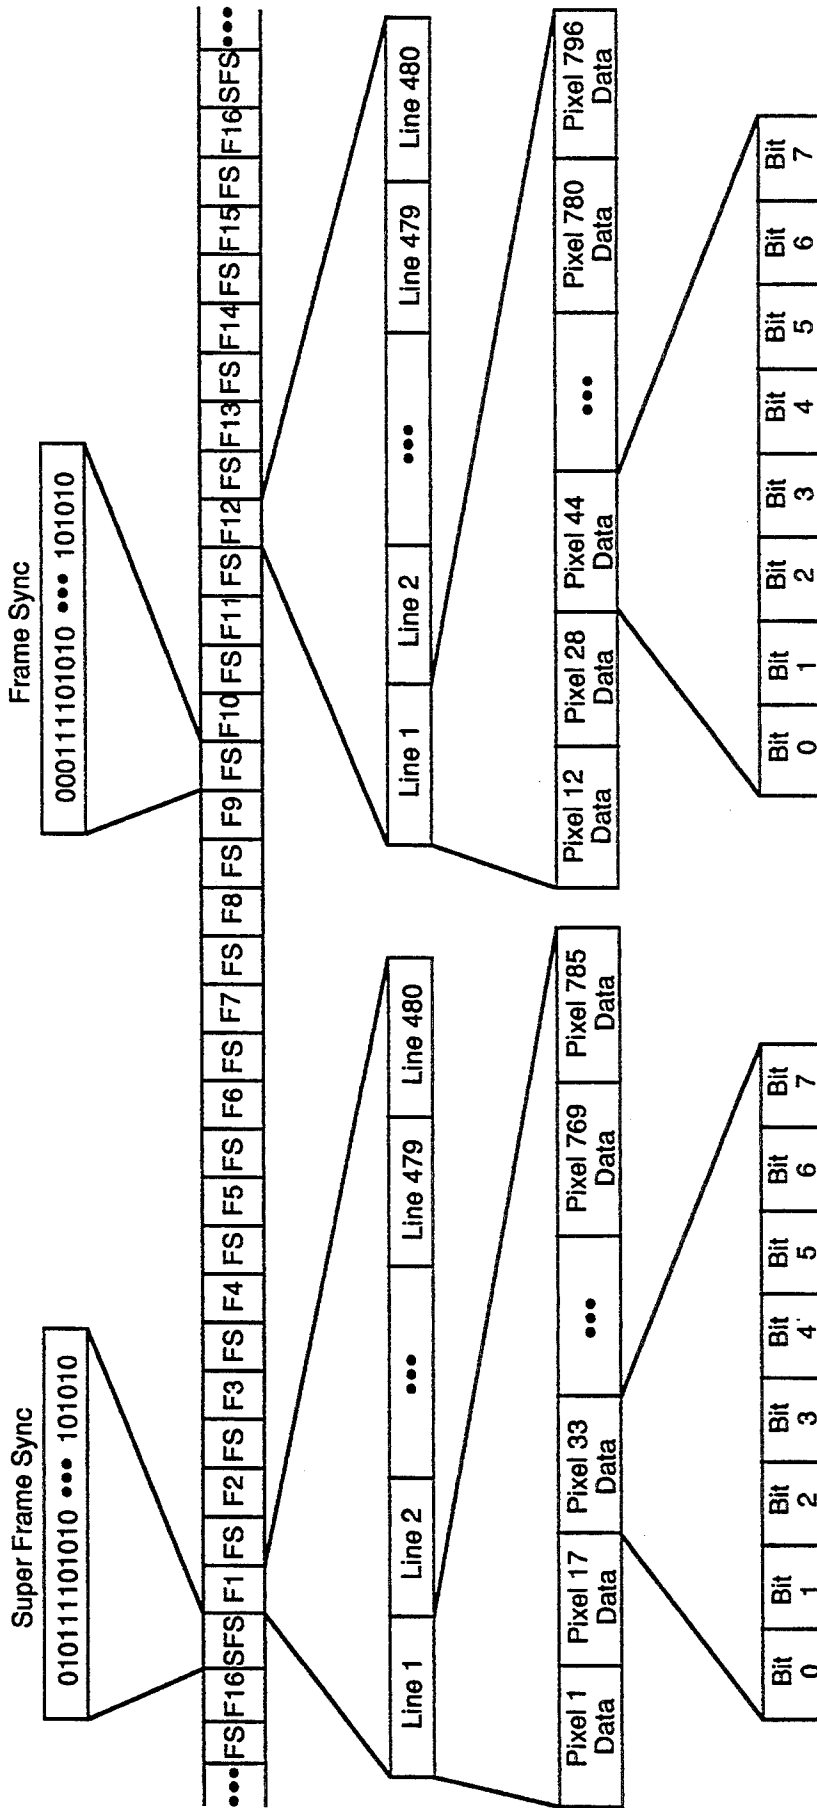 Super Frame Sync
010111101010 ••• 101010
Frame Sync
000111101010 ••• 101010
••• FS F16 SFS F1 FS F2 FS F3 FS F4 FS F5 FS F6 FS F7 FS F8 FS F9 FS F10 FS F11 FS F12 FS F13 FS F14 FS F15 FS F16 SFS •••
Line 1 Line 2 ••• Line 479 Line 480
Line 1 Line 2 ••• Line 479 Line 480
Pixel 1 Data
Pixel 17 Data
Pixel 33 Data
•••
Pixel 769 Data
Pixel 785 Data
Pixel 12 Data
Pixel 28 Data
Pixel 44 Data
•••
Pixel 780 Data
Pixel 796 Data
Bit 0
Bit 1
Bit 2
Bit 3
Bit 4
Bit 5
Bit 6
Bit 7
Bit 0
Bit 1
Bit 2
Bit 3
Bit 4
Bit 5
Bit 6
Bit 7